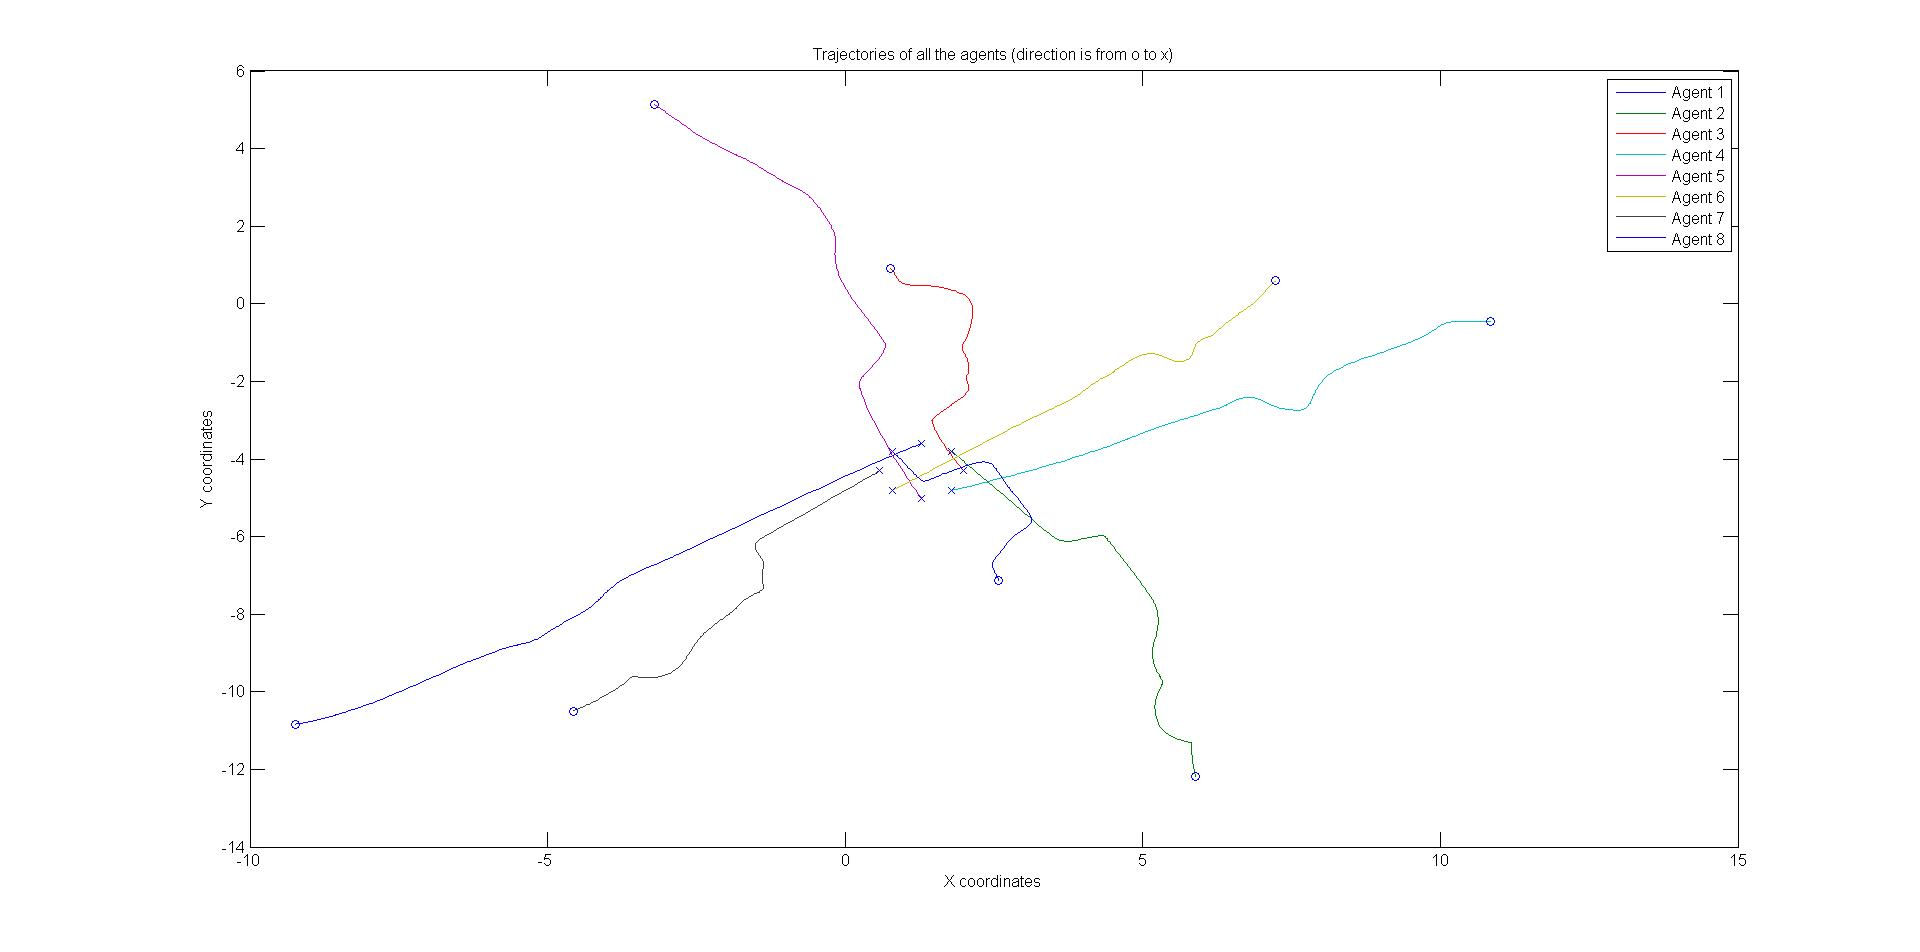 Trajectories of all the agents (direction is from o to x)
6
4
2
0
-2
-4
-6
-8
-10
-12
-14
Y coordinates
-10
-5
0
5
10
15
X coordinates
Agent 1
Agent 2
Agent 3
Agent 4
Agent 5
Agent 6
Agent 7
Agent 8